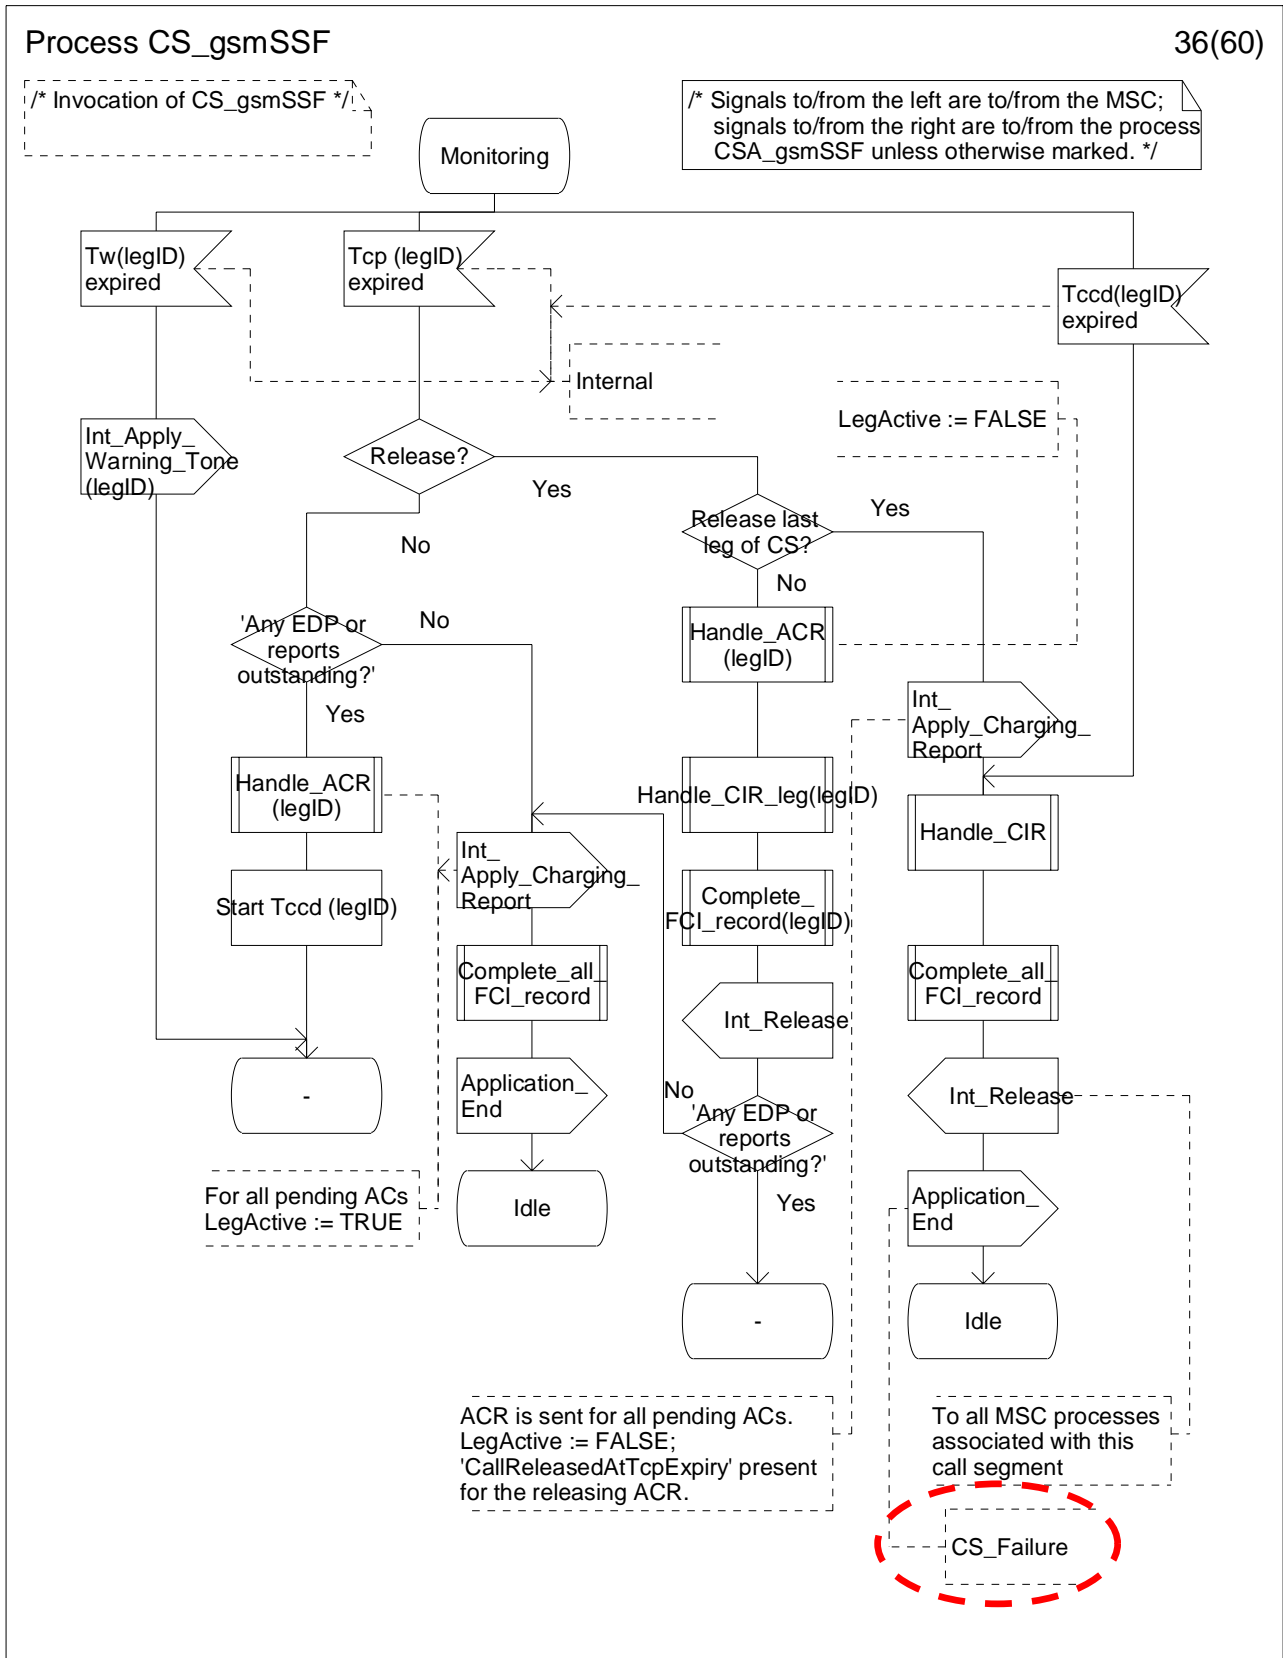 Process CS_gsmSSF
36(60)
/* Invocation of CS_gsmSSF */
/* Signals to/from the left are to/from the MSC;
signals to/from the right are to/from the process
CSA_gsmSSF unless otherwise marked. */
Monitoring
Tw(legID)
expired
Tcp (legID)
expired
Tccd(legID)
expired
Internal
LegActive := FALSE
Int_Apply_
Warning_Tone
(legID)
Release?
Yes
No
Release last
leg of CS?
Yes
No
'Any EDP or
reports
outstanding?'
No
Yes
Handle_ACR
(legID)
Int_
Apply_Charging_
Report
Handle_ACR
(legID)
Handle_CIR_leg(legID)
Handle_CIR
Int_
Apply_Charging_
Report
Start Tccd (legID)
Complete_
FCI_record(legID)
Complete_all_
FCI_record
Complete_all_
FCI_record
Int_Release
Application_
End
-
No
'Any EDP or
reports
outstanding?'
Yes
Int_Release
For all pending ACs
LegActive := TRUE
Idle
Application_
End
-
Idle
ACR is sent for all pending ACs.
LegActive := FALSE;
'CallReleasedAtTcpExpiry' present
for the releasing ACR.
To all MSC processes
associated with this
call segment
CS_Failure